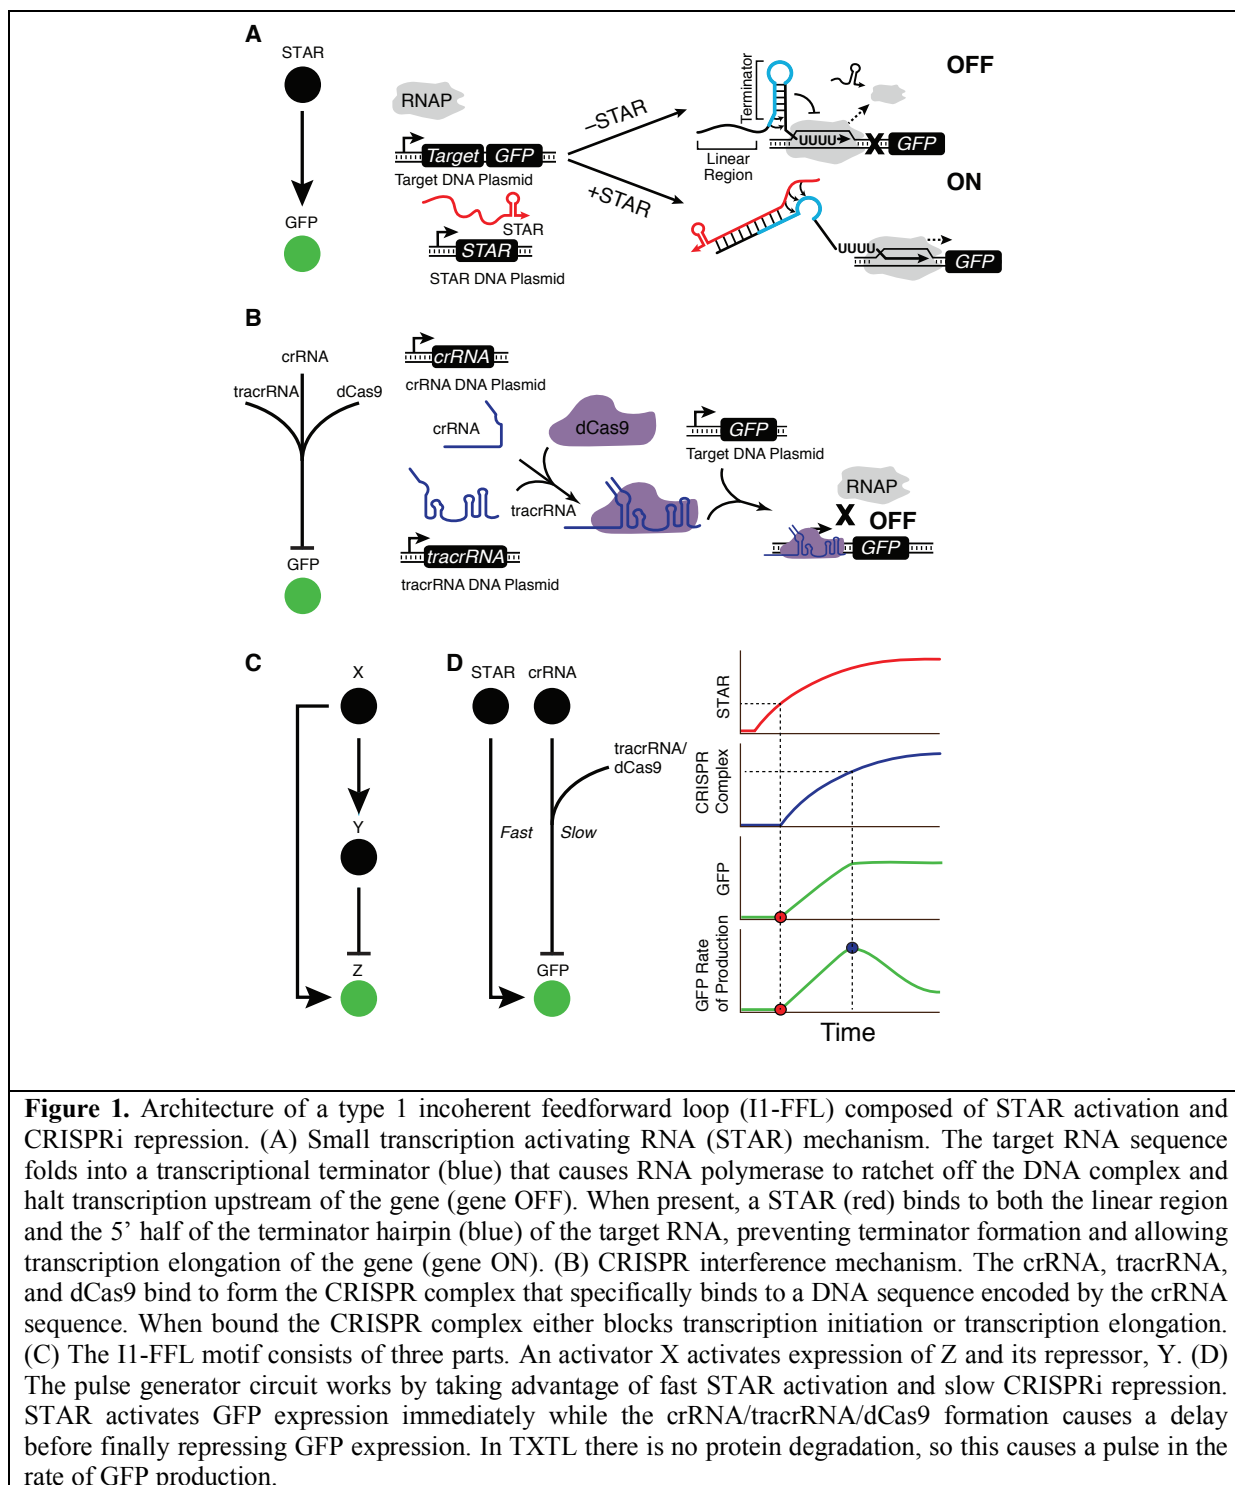 A
STAR
GFP
RNAP
Target
GFP
Target DNA Plasmid
STAR
STAR
STAR DNA Plasmid
–STAR
+STAR
Terminator
Linear
Region
UUUU
X
GFP
OFF
ON
UUUU
GFP
B
crRNA
tracrRNA
dCas9
GFP
crRNA
crRNA DNA Plasmid
crRNA
dCas9
tracrRNA
tracrRNA
tracrRNA DNA Plasmid
GFP
Target DNA Plasmid
RNAP
X
OFF
GFP
C
X
Y
Z
D
STAR
crRNA
tracrRNA/
dCas9
Fast
Slow
GFP
STAR
CRISPR
Complex
GFP
GFP Rate
of Production
Time
Figure 1. Architecture of a type 1 incoherent feedforward loop (I1-FFL) composed of STAR activation and
CRISPRi repression. (A) Small transcription activating RNA (STAR) mechanism. The target RNA sequence
folds into a transcriptional terminator (blue) that causes RNA polymerase to ratchet off the DNA complex and
halt transcription upstream of the gene (gene OFF). When present, a STAR (red) binds to both the linear region
and the 5’ half of the terminator hairpin (blue) of the target RNA, preventing terminator formation and allowing
transcription elongation of the gene (gene ON). (B) CRISPR interference mechanism. The crRNA, tracrRNA,
and dCas9 bind to form the CRISPR complex that specifically binds to a DNA sequence encoded by the crRNA
sequence. When bound the CRISPR complex either blocks transcription initiation or transcription elongation.
(C) The I1-FFL motif consists of three parts. An activator X activates expression of Z and its repressor, Y. (D)
The pulse generator circuit works by taking advantage of fast STAR activation and slow CRISPRi repression.
STAR activates GFP expression immediately while the crRNA/tracrRNA/dCas9 formation causes a delay
before finally repressing GFP expression. In TXTL there is no protein degradation, so this causes a pulse in the
rate of GFP production.